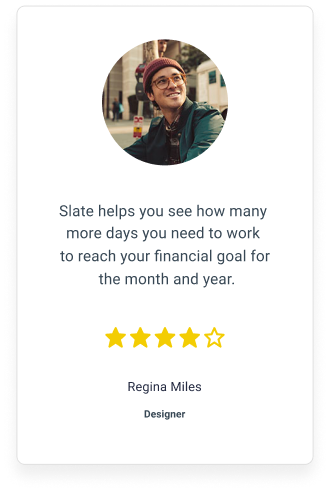 Slate helps you see how many
more days you need to work
to reach your financial goal for
the month and year.
Regina Miles
Designer